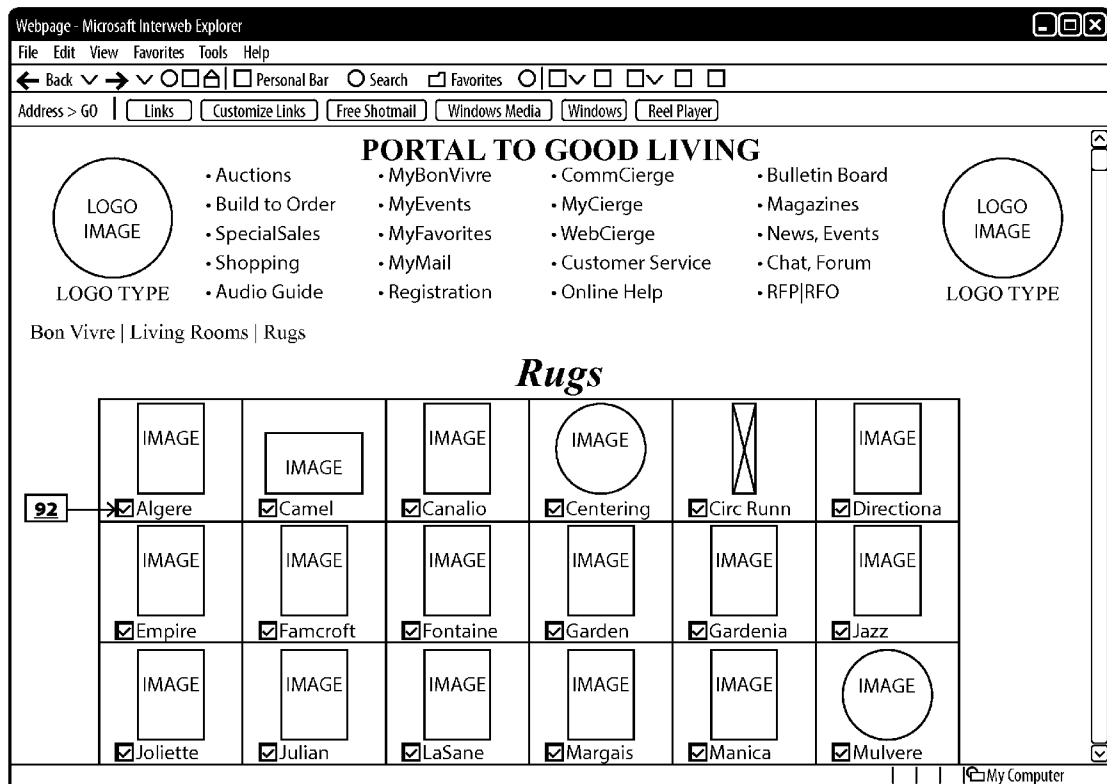 Webpage - Microsaft Interweb Explorer
File Edit View Favorites Tools Help
Back Personal Bar Search Favorites
Address > GO Links Customize Links Free Shotmail Windows Media Windows Reel Player
PORTAL TO GOOD LIVING
LOGO IMAGE
LOGO TYPE
• Auctions • MyBonVivre • CommCierge • Bulletin Board
• Build to Order • MyEvents • MyCierge • Magazines
• SpecialSales • MyFavorites • WebCierge • News, Events
• Shopping • MyMail • Customer Service • Chat, Forum
• Audio Guide • Registration • Online Help • RFP|RFO
LOGO IMAGE
LOGO TYPE
Bon Vivre | Living Rooms | Rugs
Rugs
IMAGE IMAGE IMAGE IMAGE IMAGE
92 Algere Camel Canalio Centering Circ Runn Directiona
IMAGE IMAGE IMAGE IMAGE IMAGE IMAGE
Empire Famcroft Fontaine Garden Gardenia Jazz
IMAGE IMAGE IMAGE IMAGE IMAGE IMAGE
Joliette Julian LaSane Margais Manica Mulvere
My Computer